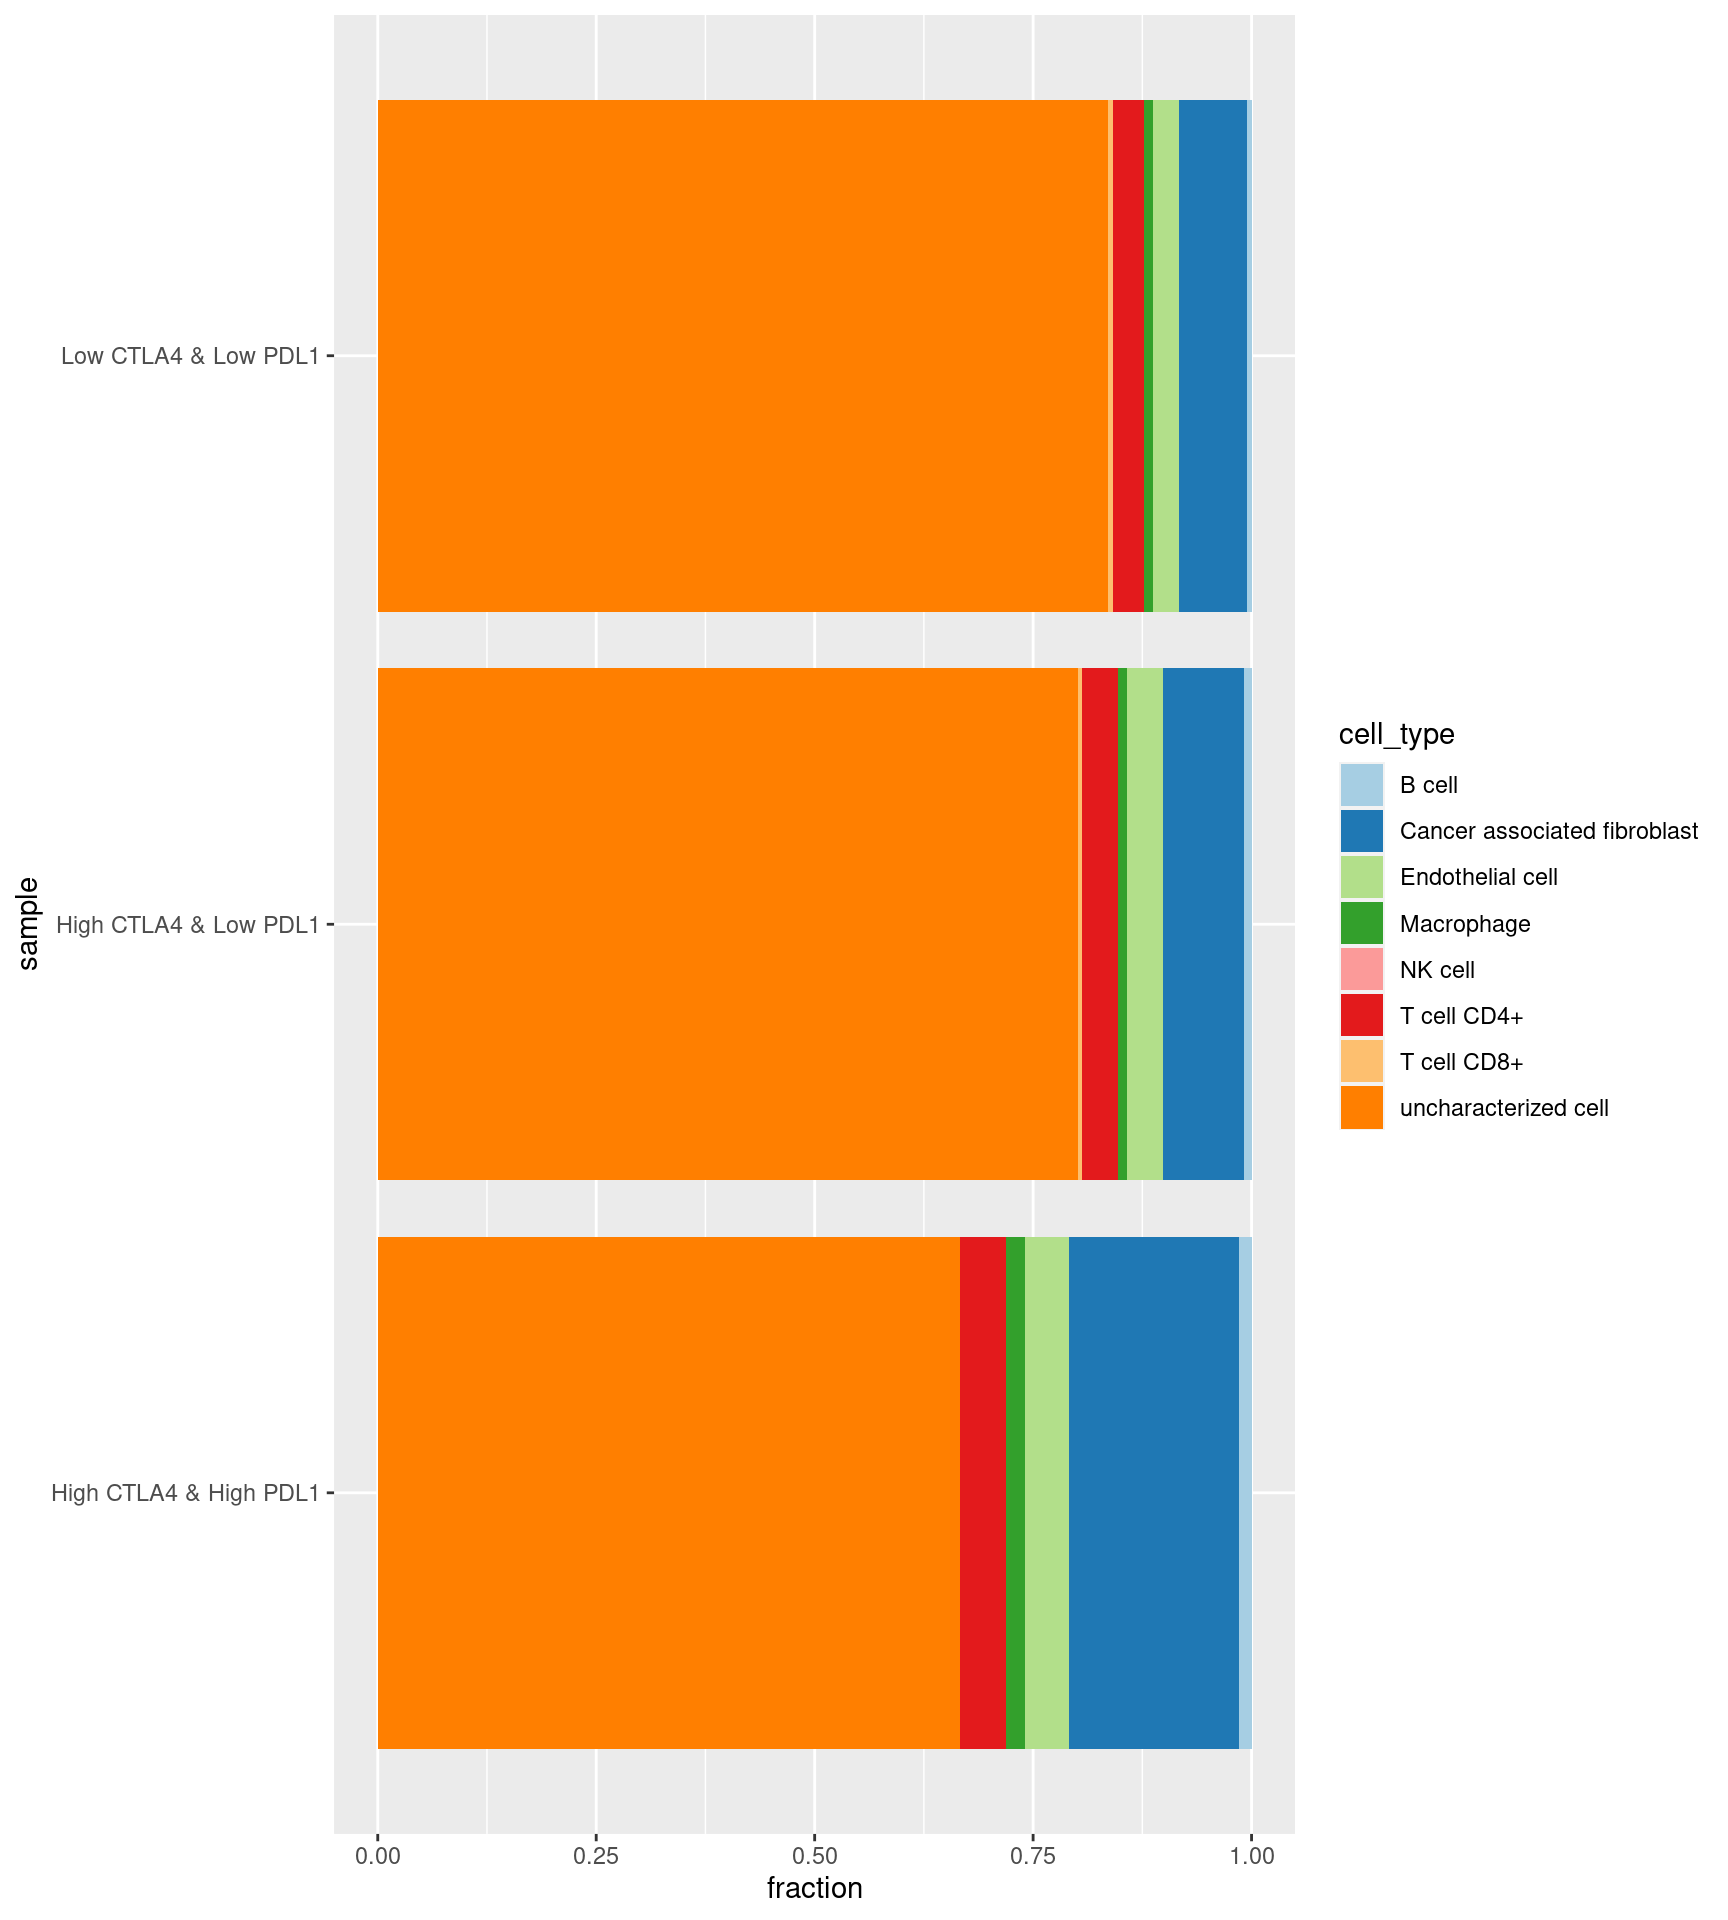 Low CTLA4 & Low PDL1
High CTLA4 & Low PDL1
High CTLA4 & High PDL1
sample
0.00 0.25 0.50 0.75 1.00
fraction
cell_type
B cell
Cancer associated fibroblast
Endothelial cell
Macrophage
NK cell
T cell CD4+
T cell CD8+
uncharacterized cell